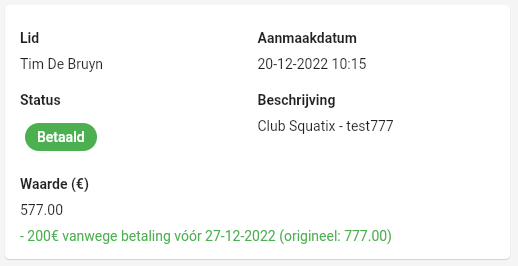 Lid
Tim De Bruyn
Aanmaakdatum
20-12-2022 10:15
Status
Betaald
Beschrijving
Club Squatix - test777
Waarde (€)
577.00
- 200€ vanwege betaling vóór 27-12-2022 (origineel: 777.00)